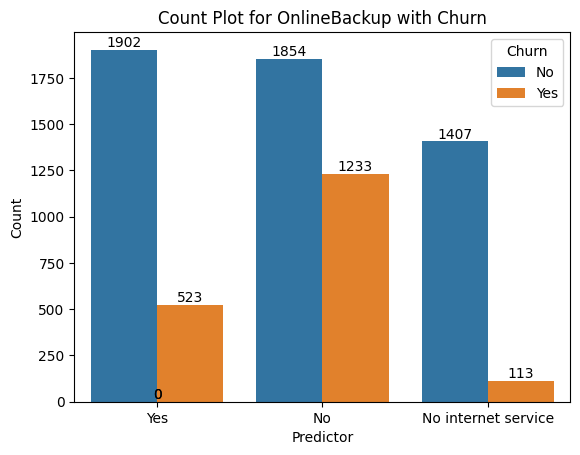 Count Plot for OnlineBackup with Churn
Count
1750
1500
1250
1000
750
500
250
0
1902
523
0
1854
1233
1407
113
Churn
No
Yes
Yes
No
No internet service
Predictor